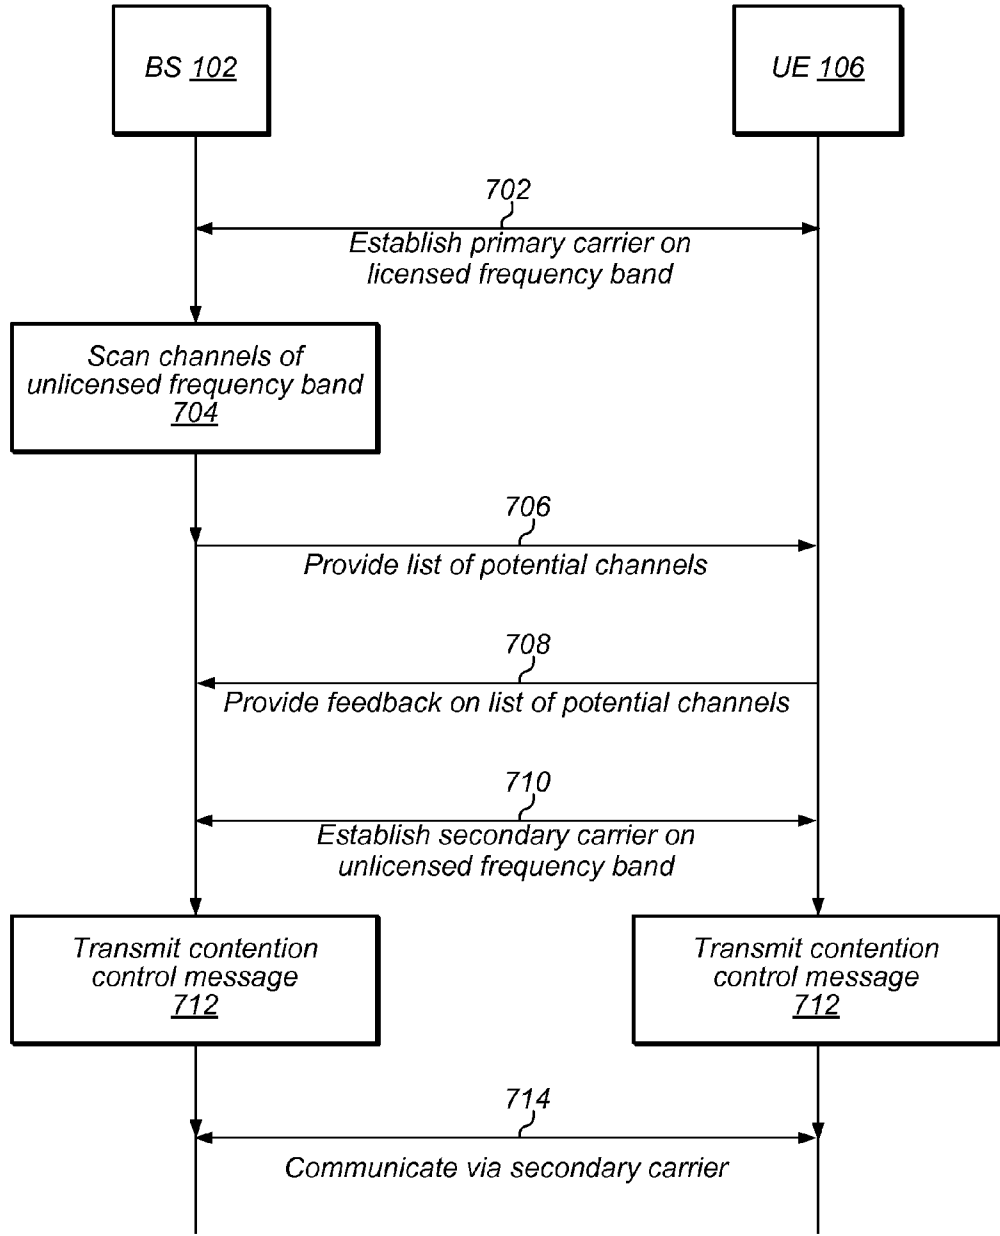 BS 102
UE 106
702
Establish primary carrier on
licensed frequency band
Scan channels of
unlicensed frequency band
704
706
Provide list of potential channels
708
Provide feedback on list of potential channels
710
Establish secondary carrier on
unlicensed frequency band
Transmit contention
control message
712
Transmit contention
control message
712
714
Communicate via secondary carrier